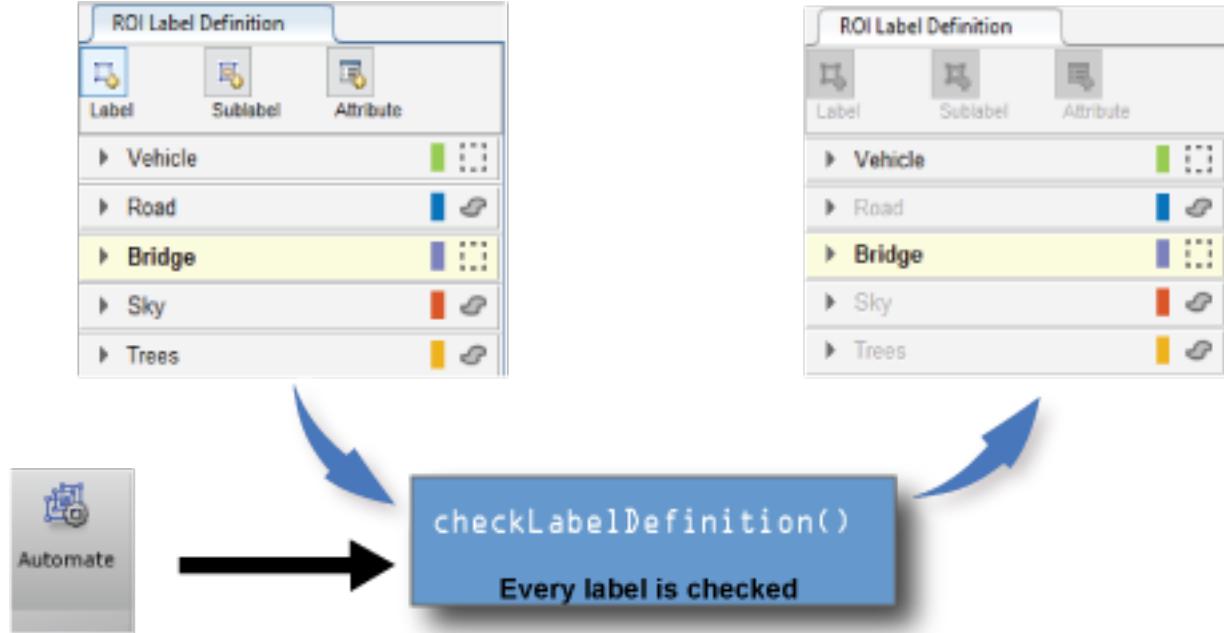 ROI Label Definition
Label Sublabel Attribute
Vehicle
Road
Bridge
Sky
Trees
ROI Label Definition
Label Sublabel Attribute
Vehicle
Road
Bridge
Sky
Trees
Automate
checkLabelDefinition()
Every label is checked